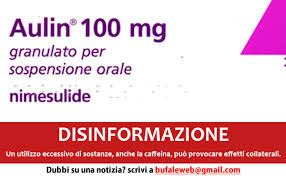 Aulin® 100 mg
granulato per
sospensione orale
nimesulide
DISINFORMAZIONE
Un utilizzo eccessivo di sostanze, anche la caffeina, può provocare effetti collaterali.
Dubbi su una notizia? scrivi a bufaleweb@gmail.com